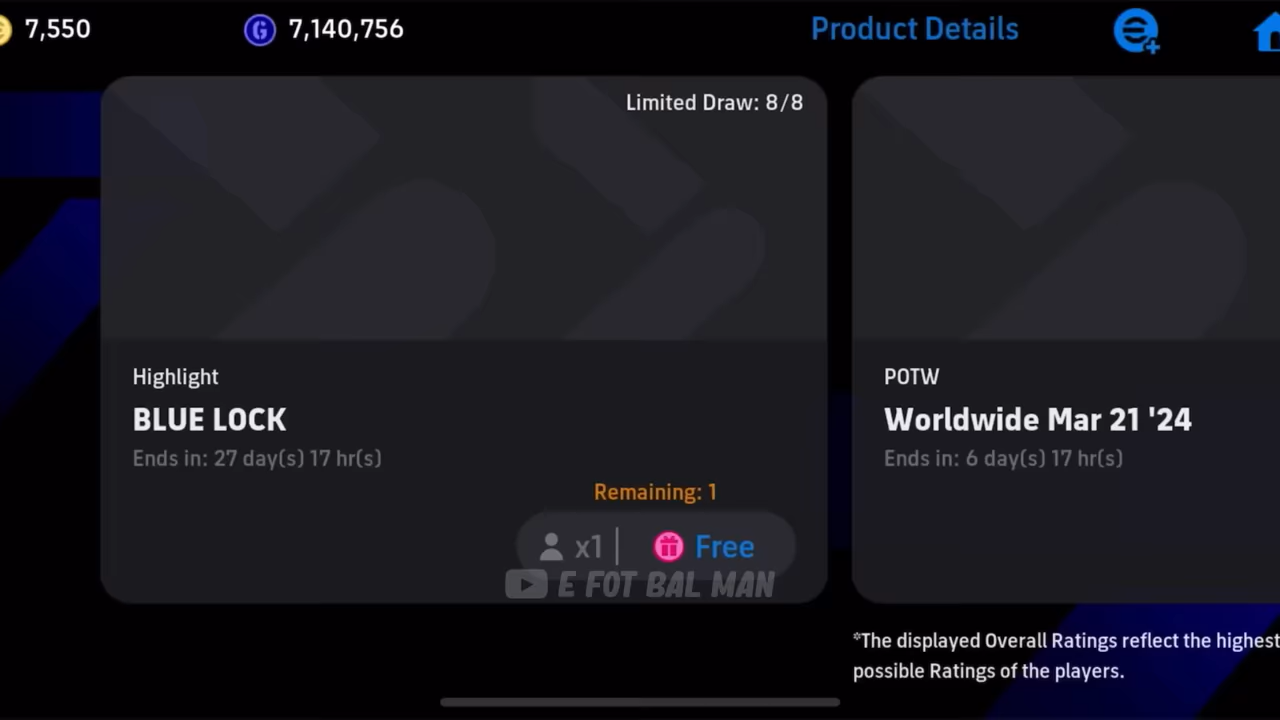 7,550
7,140,756
Product Details
Limited Draw: 8/8
Highlight
BLUE LOCK
Ends in: 27 day(s) 17 hr(s)
Remaining: 1
x1
Free
E FOT BAL MAN
POTW
Worldwide Mar 21 '24
Ends in: 6 day(s) 17 hr(s)
*The displayed Overall Ratings reflect the highest
possible Ratings of the players.